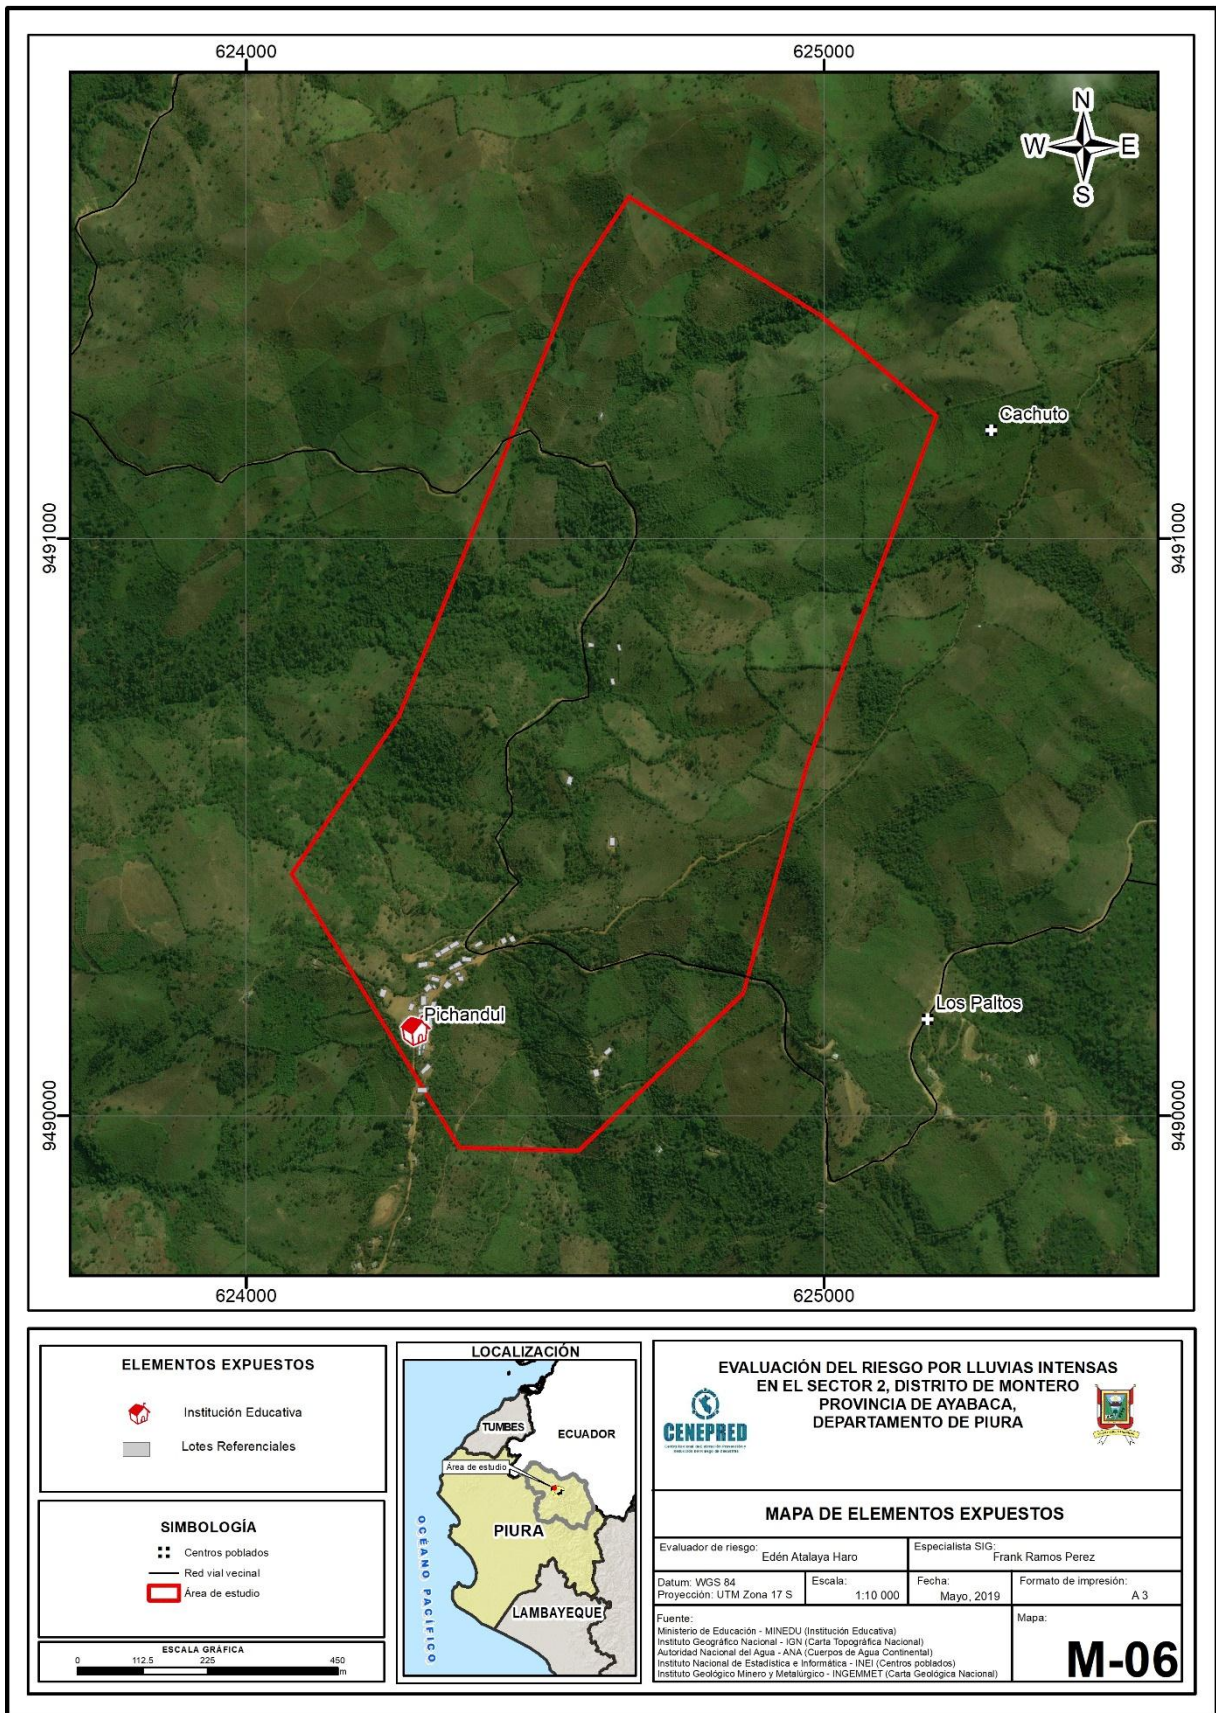 624000
625000
N
W
E
S
Cachuto
9491000
9491000
Los Paltos
Pichandul
9490000
9490000
624000
625000
ELEMENTOS EXPUESTOS
Institución Educativa
Lotes Referenciales
SIMBOLOGÍA
Centros poblados
Red vial vecinal
Área de estudio
ESCALA GRÁFICA
0 112.5 225 450
m
LOCALIZACIÓN
TUMBES
ECUADOR
Área de estudio
PIURA
OCÉANO PACÍFICO
LAMBAYEQUE
EVALUACIÓN DEL RIESGO POR LLUVIAS INTENSAS
EN EL SECTOR 2, DISTRITO DE MONTERO
PROVINCIA DE AYABACA,
DEPARTAMENTO DE PIURA
CENEPRED
MAPA DE ELEMENTOS EXPUESTOS
Evaluador de riesgo:
Edén Atalaya Haro
Especialista SIG:
Frank Ramos Perez
Datum: WGS 84
Proyección: UTM Zona 17 S
Escala:
1:10 000
Fecha:
Mayo, 2019
Formato de impresión:
A 3
Fuente:
Ministerio de Educación - MINEDU (Institución Educativa)
Instituto Geográfico Nacional - IGN (Carta Topográfica Nacional)
Autoridad Nacional del Agua - ANA (Cuerpos de Agua Continental)
Instituto Nacional de Estadística e Informática - INEI (Centros poblados)
Instituto Geológico Minero y Metalúrgico - INGEMMET (Carta Geológica Nacional)
Mapa:
M-06